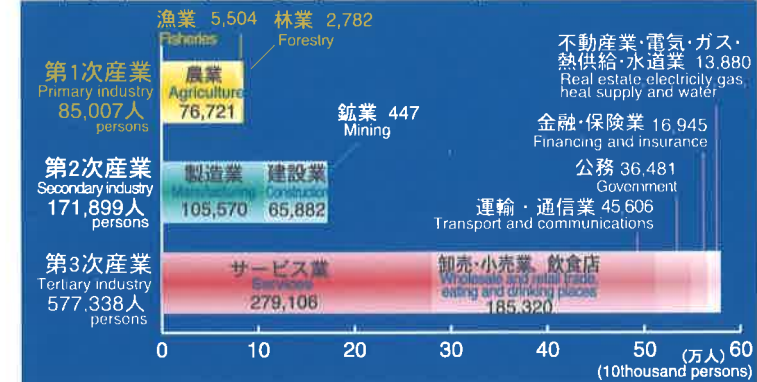 漁業 5,504
Fisheries
林業 2,782
Forestry
第1次産業
Primary industry
85,007人
persons
農業
Agriculture
76,721
第2次産業
Secondary industry
171,899人
persons
製造業
Manufacturing
105,570
建設業
Construction
65,882
鉱業 447
Mining
第3次産業
Tertiary industry
577,338人
persons
サービス業
Services
279,106
卸売・小売業、飲食店
Wholesale and retail trade,
eating and drinking places
185,320
運輸・通信業 45,606
Transport and communications
公務 36,481
Government
金融・保険業 16,945
Financing and insurance
不動産業・電気・ガス・
熱供給・水道業 13,880
Real estate, electricity, gas,
heat supply and water
0 10 20 30 40 50 (万人) 60
(10thousand persons)